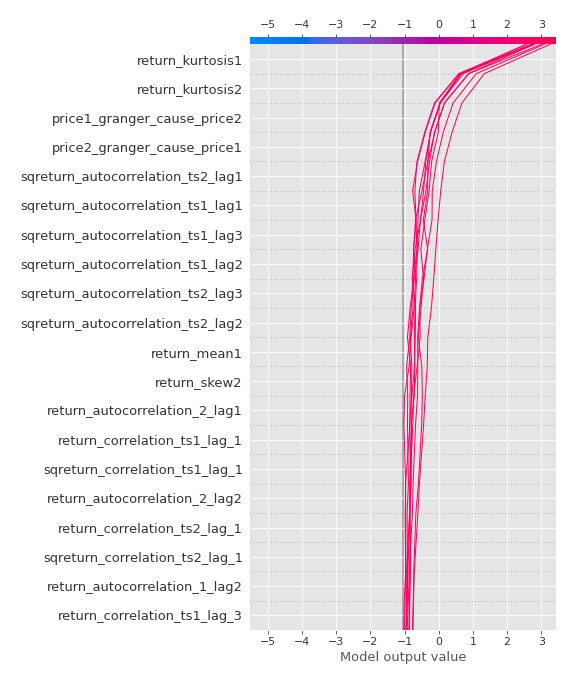 −5 −4 −3 −2 −1 0 1 2 3
return_kurtosis1
return_kurtosis2
price1_granger_cause_price2
price2_granger_cause_price1
sqreturn_autocorrelation_ts2_lag1
sqreturn_autocorrelation_ts1_lag1
sqreturn_autocorrelation_ts1_lag3
sqreturn_autocorrelation_ts1_lag2
sqreturn_autocorrelation_ts2_lag3
sqreturn_autocorrelation_ts2_lag2
return_mean1
return_skew2
return_autocorrelation_2_lag1
return_correlation_ts1_lag_1
sqreturn_correlation_ts1_lag_1
return_autocorrelation_2_lag2
return_correlation_ts2_lag_1
sqreturn_correlation_ts2_lag_1
return_autocorrelation_1_lag2
return_correlation_ts1_lag_3
−5 −4 −3 −2 −1 0 1 2 3
Model output value